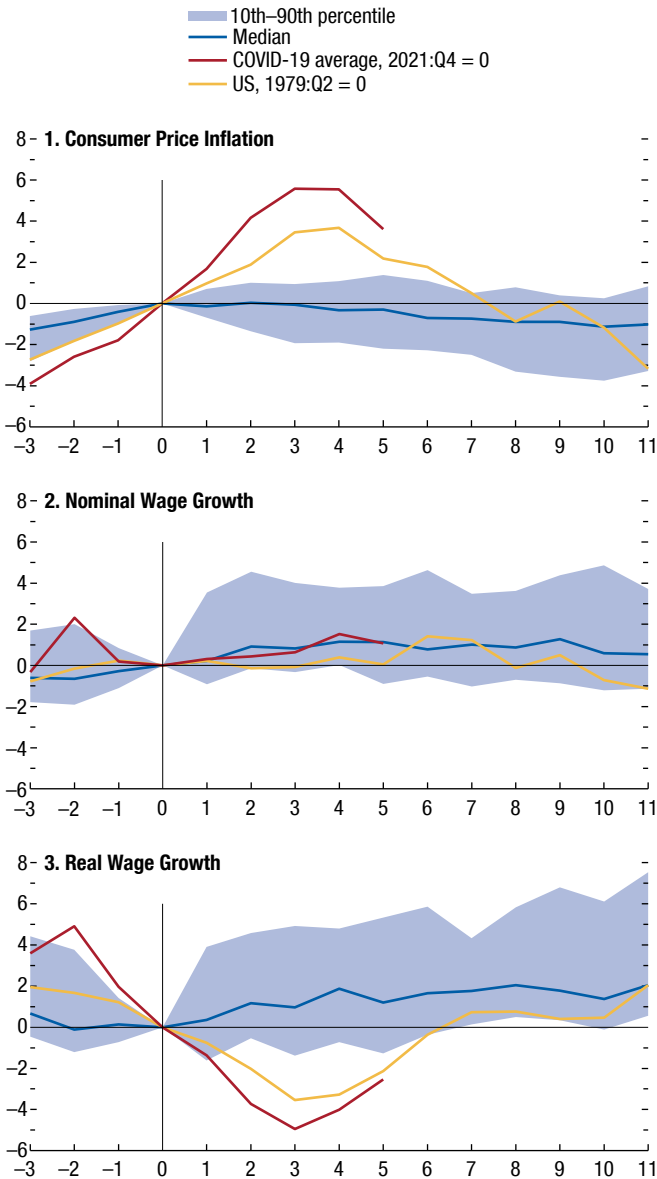 10th–90th percentile
Median
COVID-19 average, 2021:Q4 = 0
US, 1979:Q2 = 0
8 1. Consumer Price Inflation
6
4
2
0
–2
–4
–6
–3 –2 –1 0 1 2 3 4 5 6 7 8 9 10 11
8 2. Nominal Wage Growth
6
4
2
0
–2
–4
–6
–3 –2 –1 0 1 2 3 4 5 6 7 8 9 10 11
8 3. Real Wage Growth
6
4
2
0
–2
–4
–6
–3 –2 –1 0 1 2 3 4 5 6 7 8 9 10 11